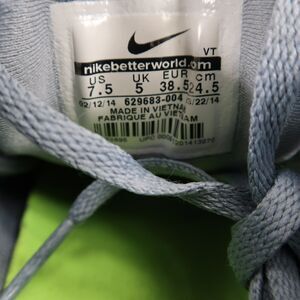 VT
nikebetterworld.com
US UK EUR cm
7.5 5 38.5 24.5
02/12/14 629683-004 /22/14
MADE IN VIETNAM
FABRIQUE AU VIETNAM
UPC